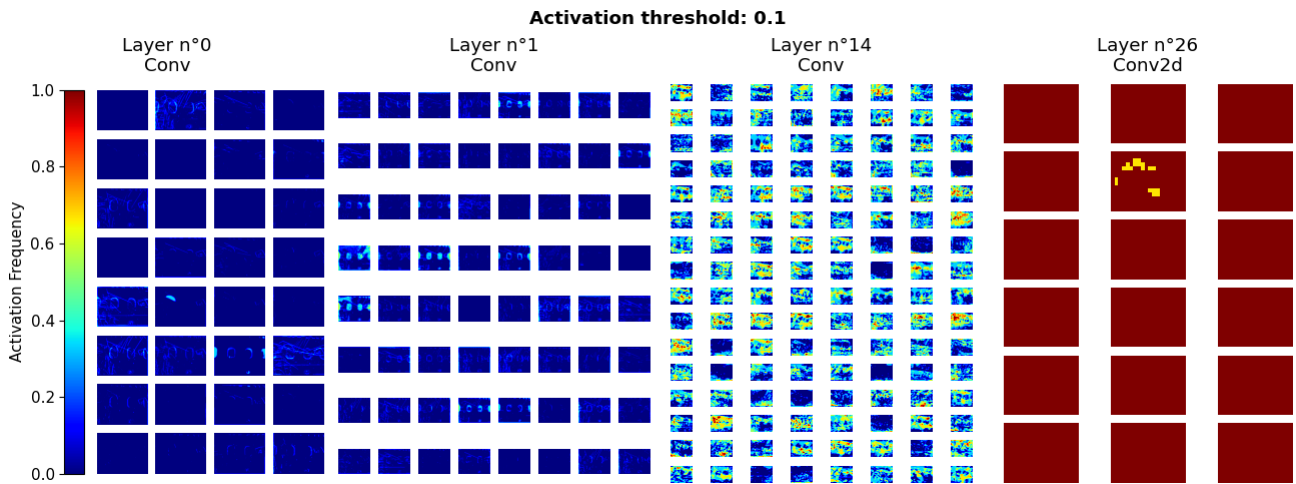 Activation threshold: 0.1
Layer n°0
Conv
Layer n°1
Conv
Layer n°14
Conv
Layer n°26
Conv2d
Activation Frequency
1.0
0.8
0.6
0.4
0.2
0.0